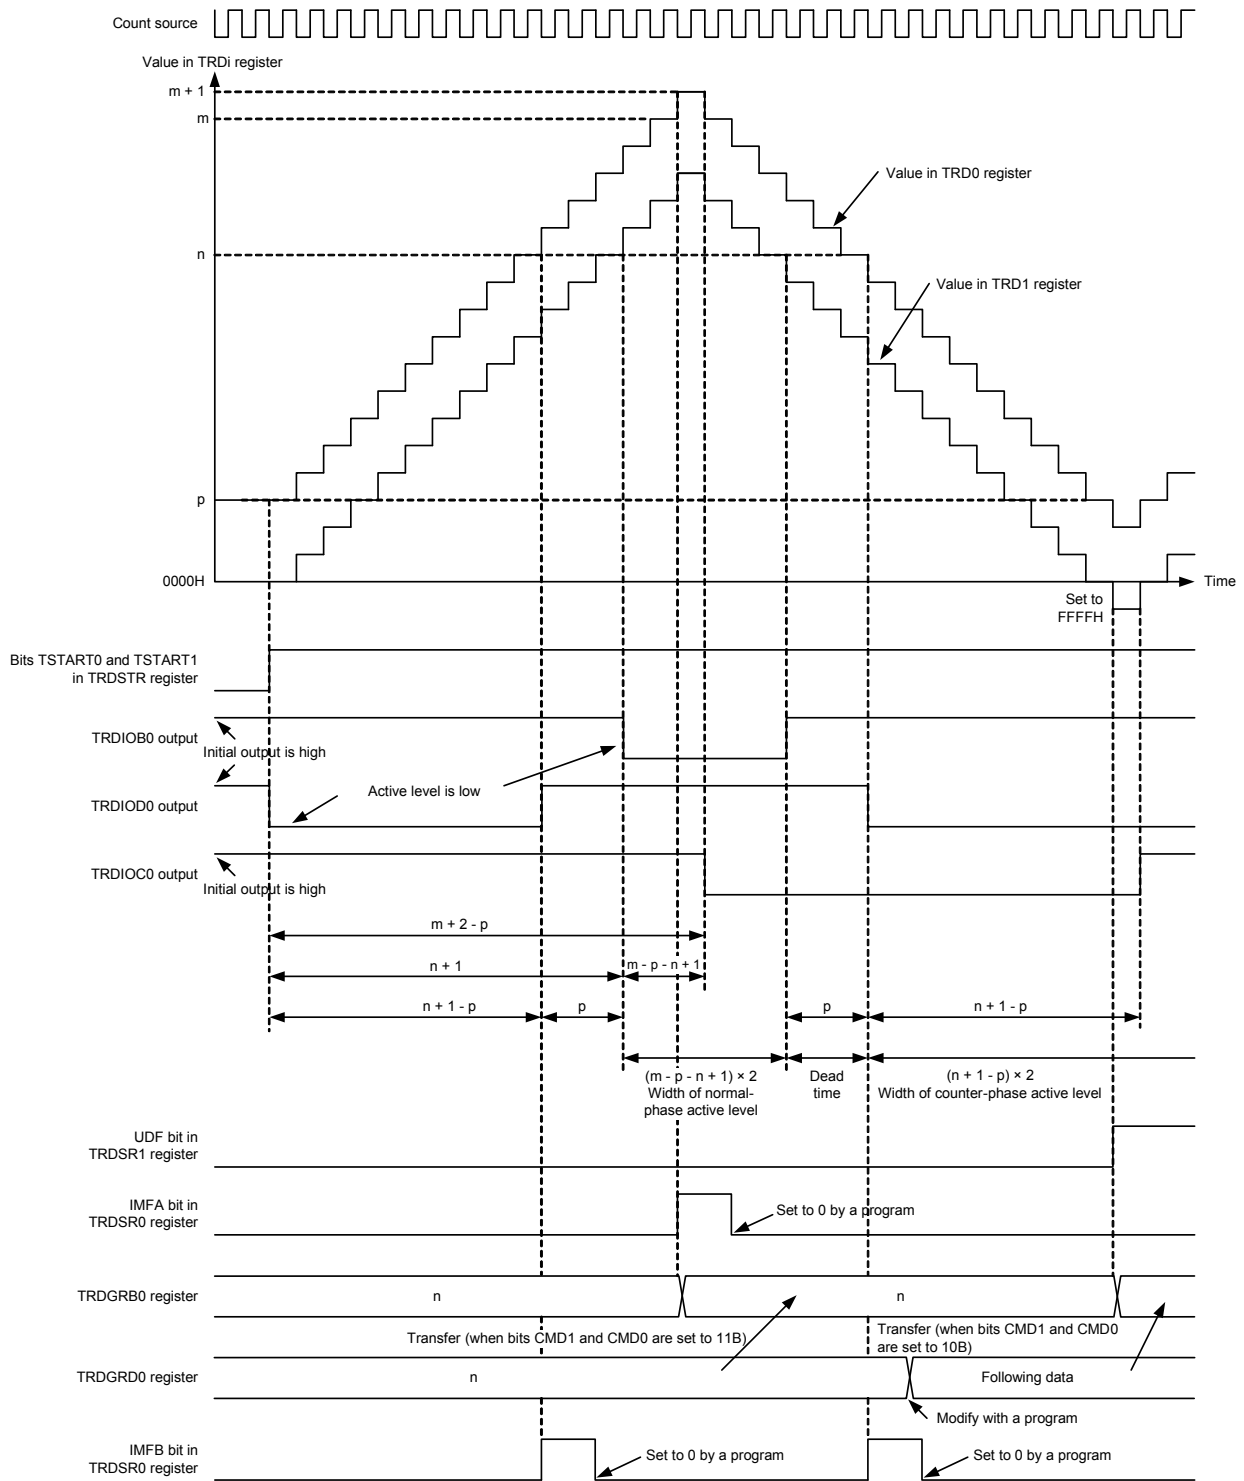 Count source
Value in TRDi register
m + 1
m
Value in TRD0 register
n
Value in TRD1 register
p
0000H
Time
Set to
FFFFH
Bits TSTART0 and TSTART1
in TRDSTR register
TRDIOB0 output
Initial output is high
Active level is low
TRDIOD0 output
TRDIOC0 output
Initial output is high
m + 2 - p
n + 1
m - p - n + 1
n + 1 - p
p
p
n + 1 - p
(m - p - n + 1) × 2
Width of normal-
phase active level
Dead
time
(n + 1 - p) × 2
Width of counter-phase active level
UDF bit in
TRDSR1 register
IMFA bit in
TRDSR0 register
Set to 0 by a program
TRDGRB0 register
n
n
Transfer (when bits CMD1 and CMD0 are set to 11B)
Transfer (when bits CMD1 and CMD0
are set to 10B)
TRDGRD0 register
n
Following data
Modify with a program
IMFB bit in
TRDSR0 register
Set to 0 by a program
Set to 0 by a program